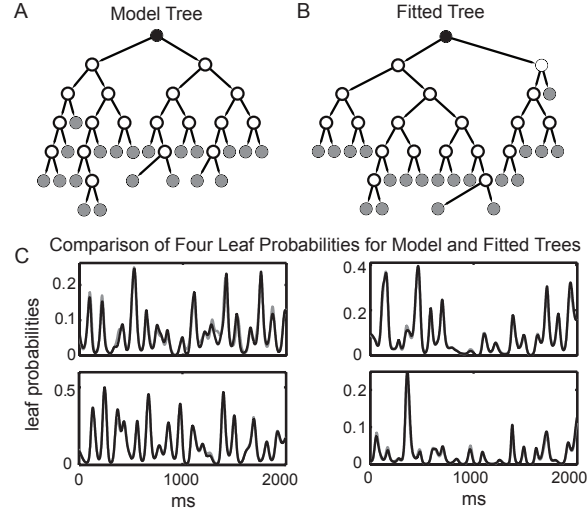 A Model Tree
B Fitted Tree
C Comparison of Four Leaf Probabilities for Model and Fitted Trees
leaf probabilities
0.2
0.1
0
0.4
0.2
0
0.5
0
0 1000 2000
ms
0.2
0.1
0
0 1000 2000
ms